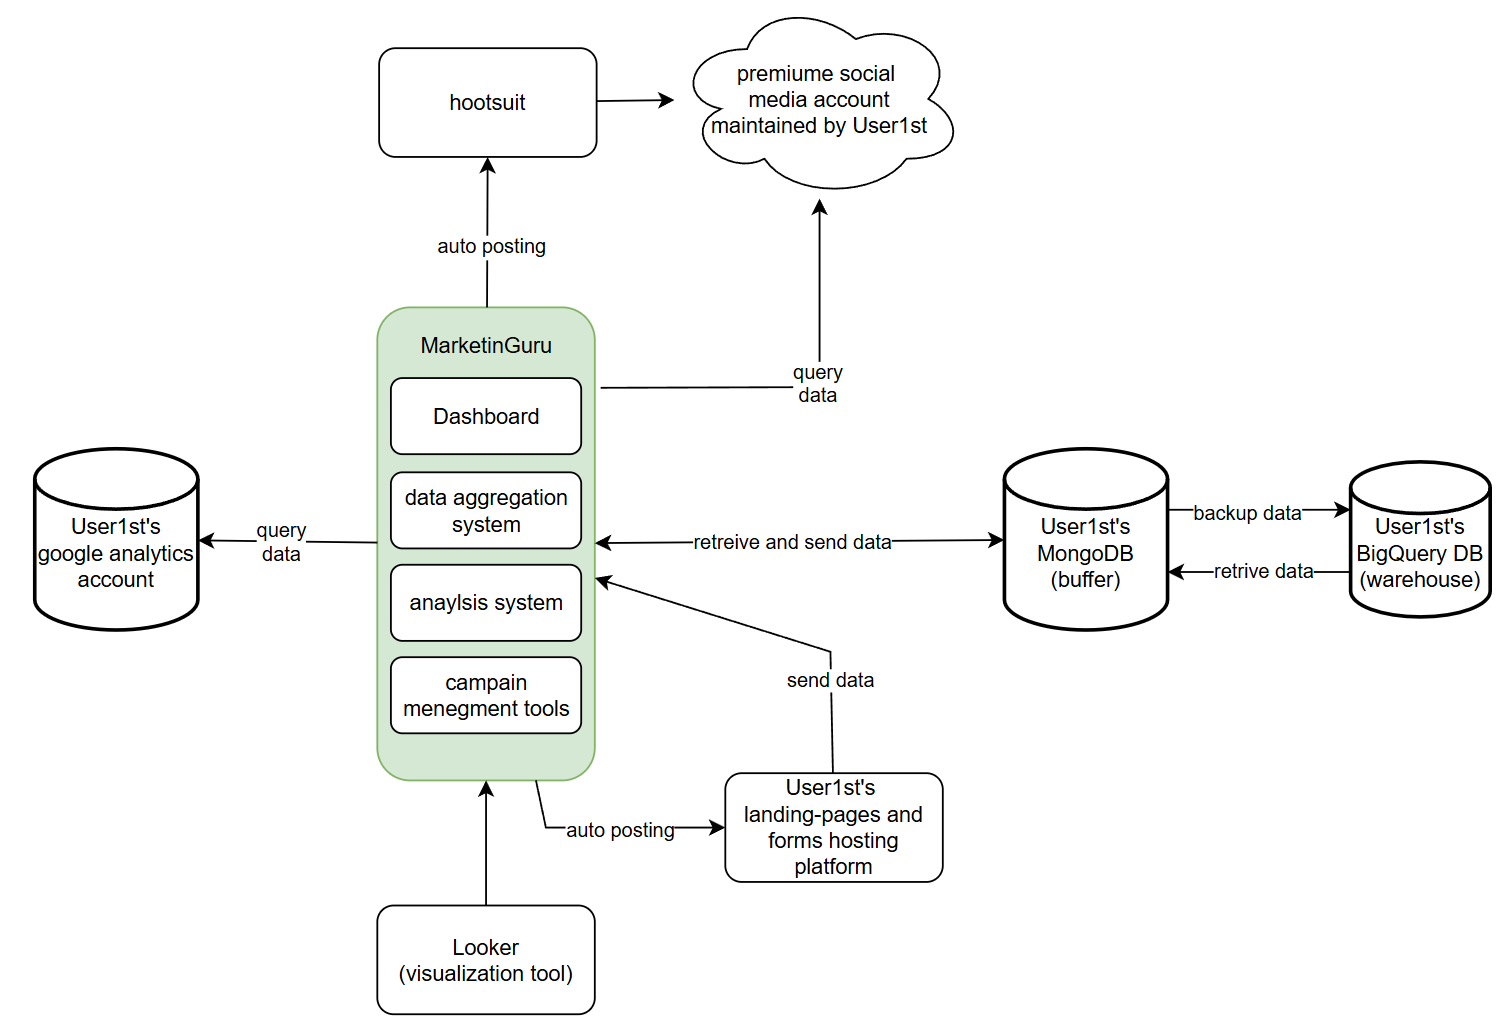 hootsuit
premiume social
media account
maintained by User1st
auto posting
MarketinGuru
Dashboard
query
data
data aggregation
system
User1st's
google analytics
account
query
data
retreive and send data
User1st's
MongoDB
(buffer)
backup data
retrive data
User1st's
BigQuery DB
(warehouse)
anaylsis system
campain
menegment tools
send data
auto posting
User1st's
landing-pages and
forms hosting
platform
Looker
(visualization tool)